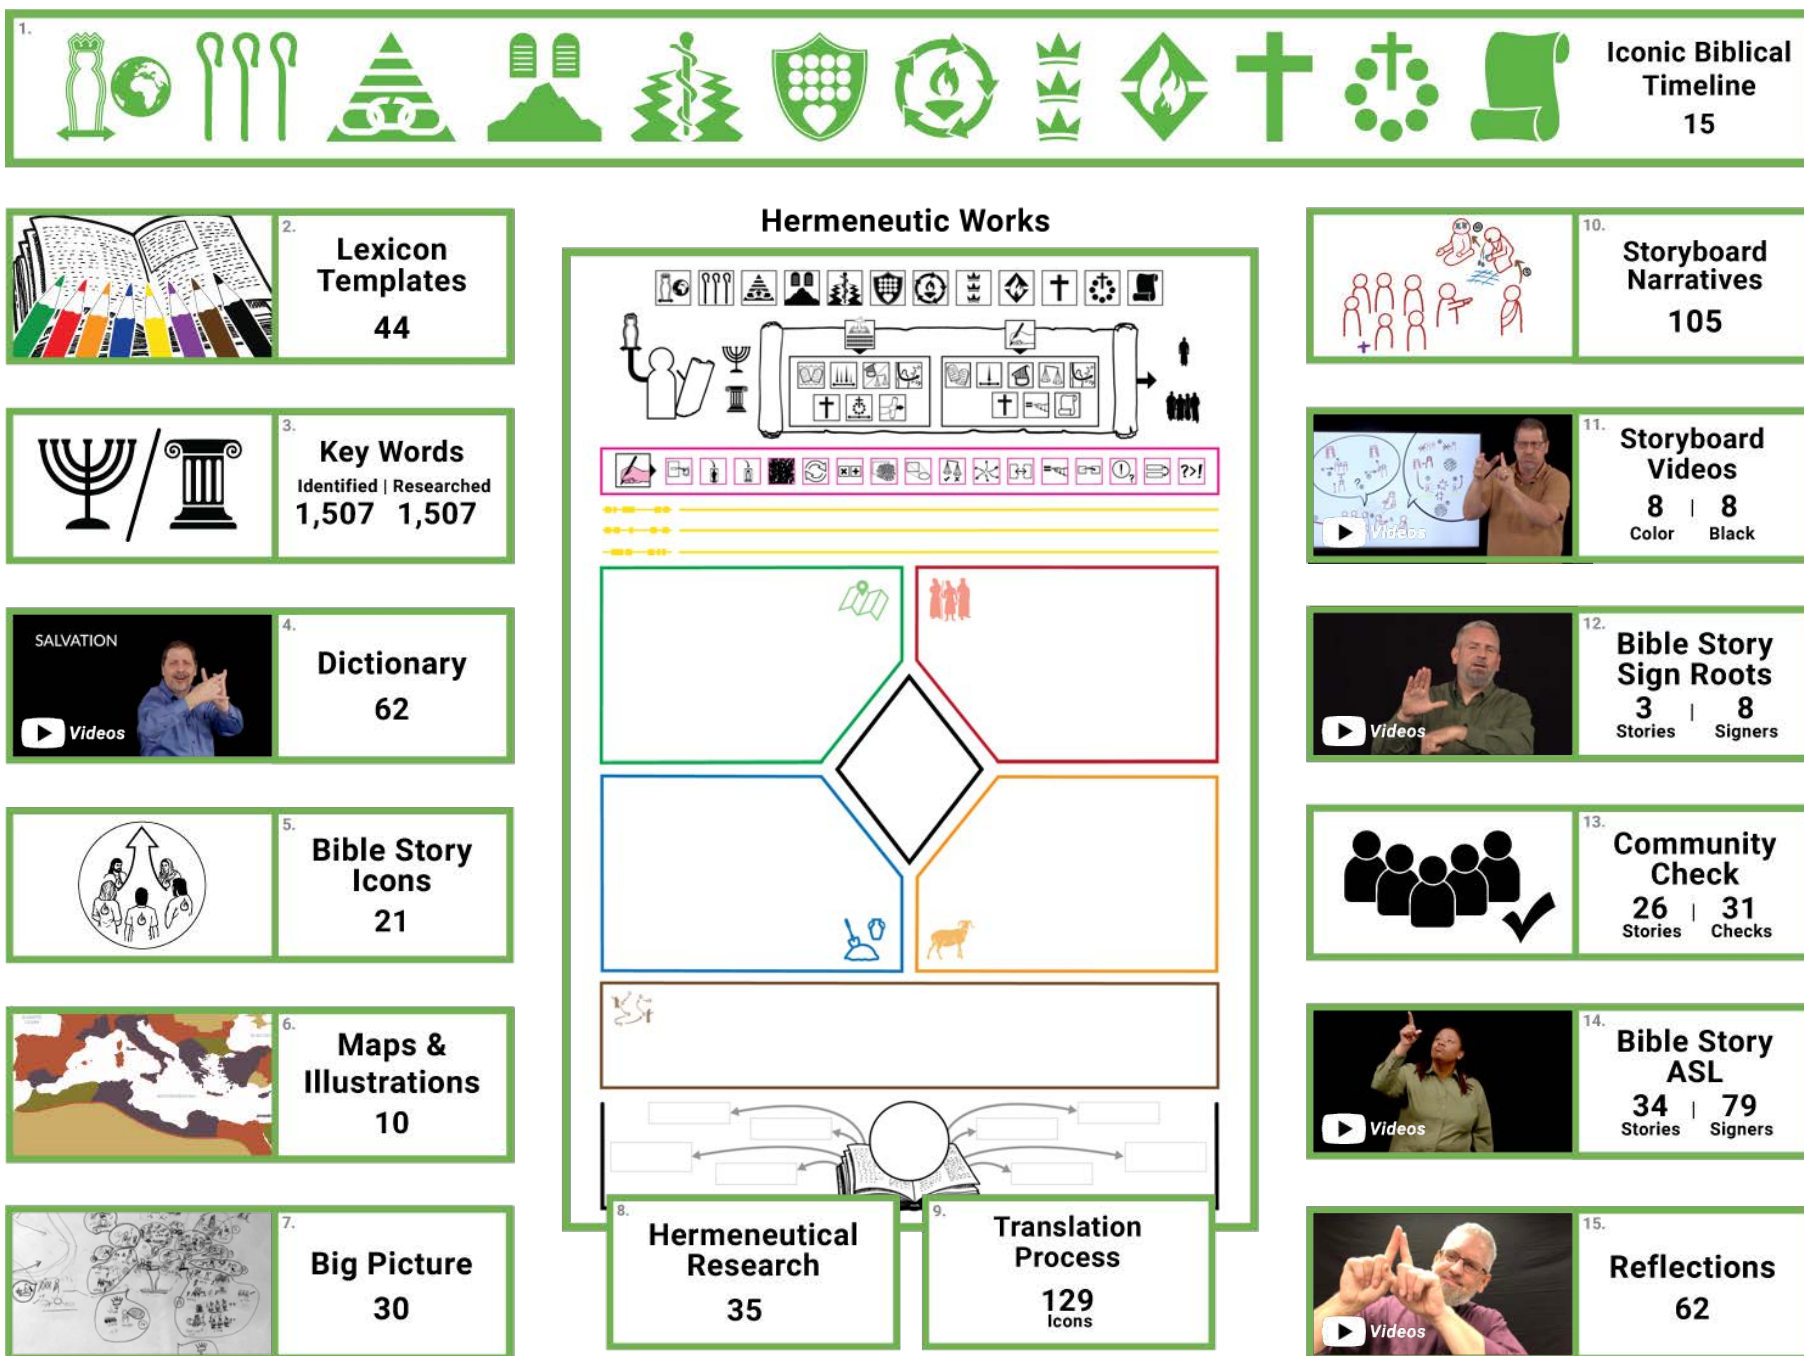 1.
Iconic Biblical
Timeline
15
2.
Lexicon
Templates
44
3.
Key Words
Identified | Researched
1,507 1,507
SALVATION
Videos
4.
Dictionary
62
5.
Bible Story
Icons
21
6.
Maps &
Illustrations
10
7.
Big Picture
30
Hermeneutic Works
?>!
8.
Hermeneutical
Research
35
9.
Translation
Process
129
Icons
10.
Storyboard
Narratives
105
Videos
11.
Storyboard
Videos
8 | 8
Color Black
Videos
12.
Bible Story
Sign Roots
3 | 8
Stories Signers
13.
Community
Check
26 | 31
Stories Checks
Videos
14.
Bible Story
ASL
34 | 79
Stories Signers
Videos
15.
Reflections
62